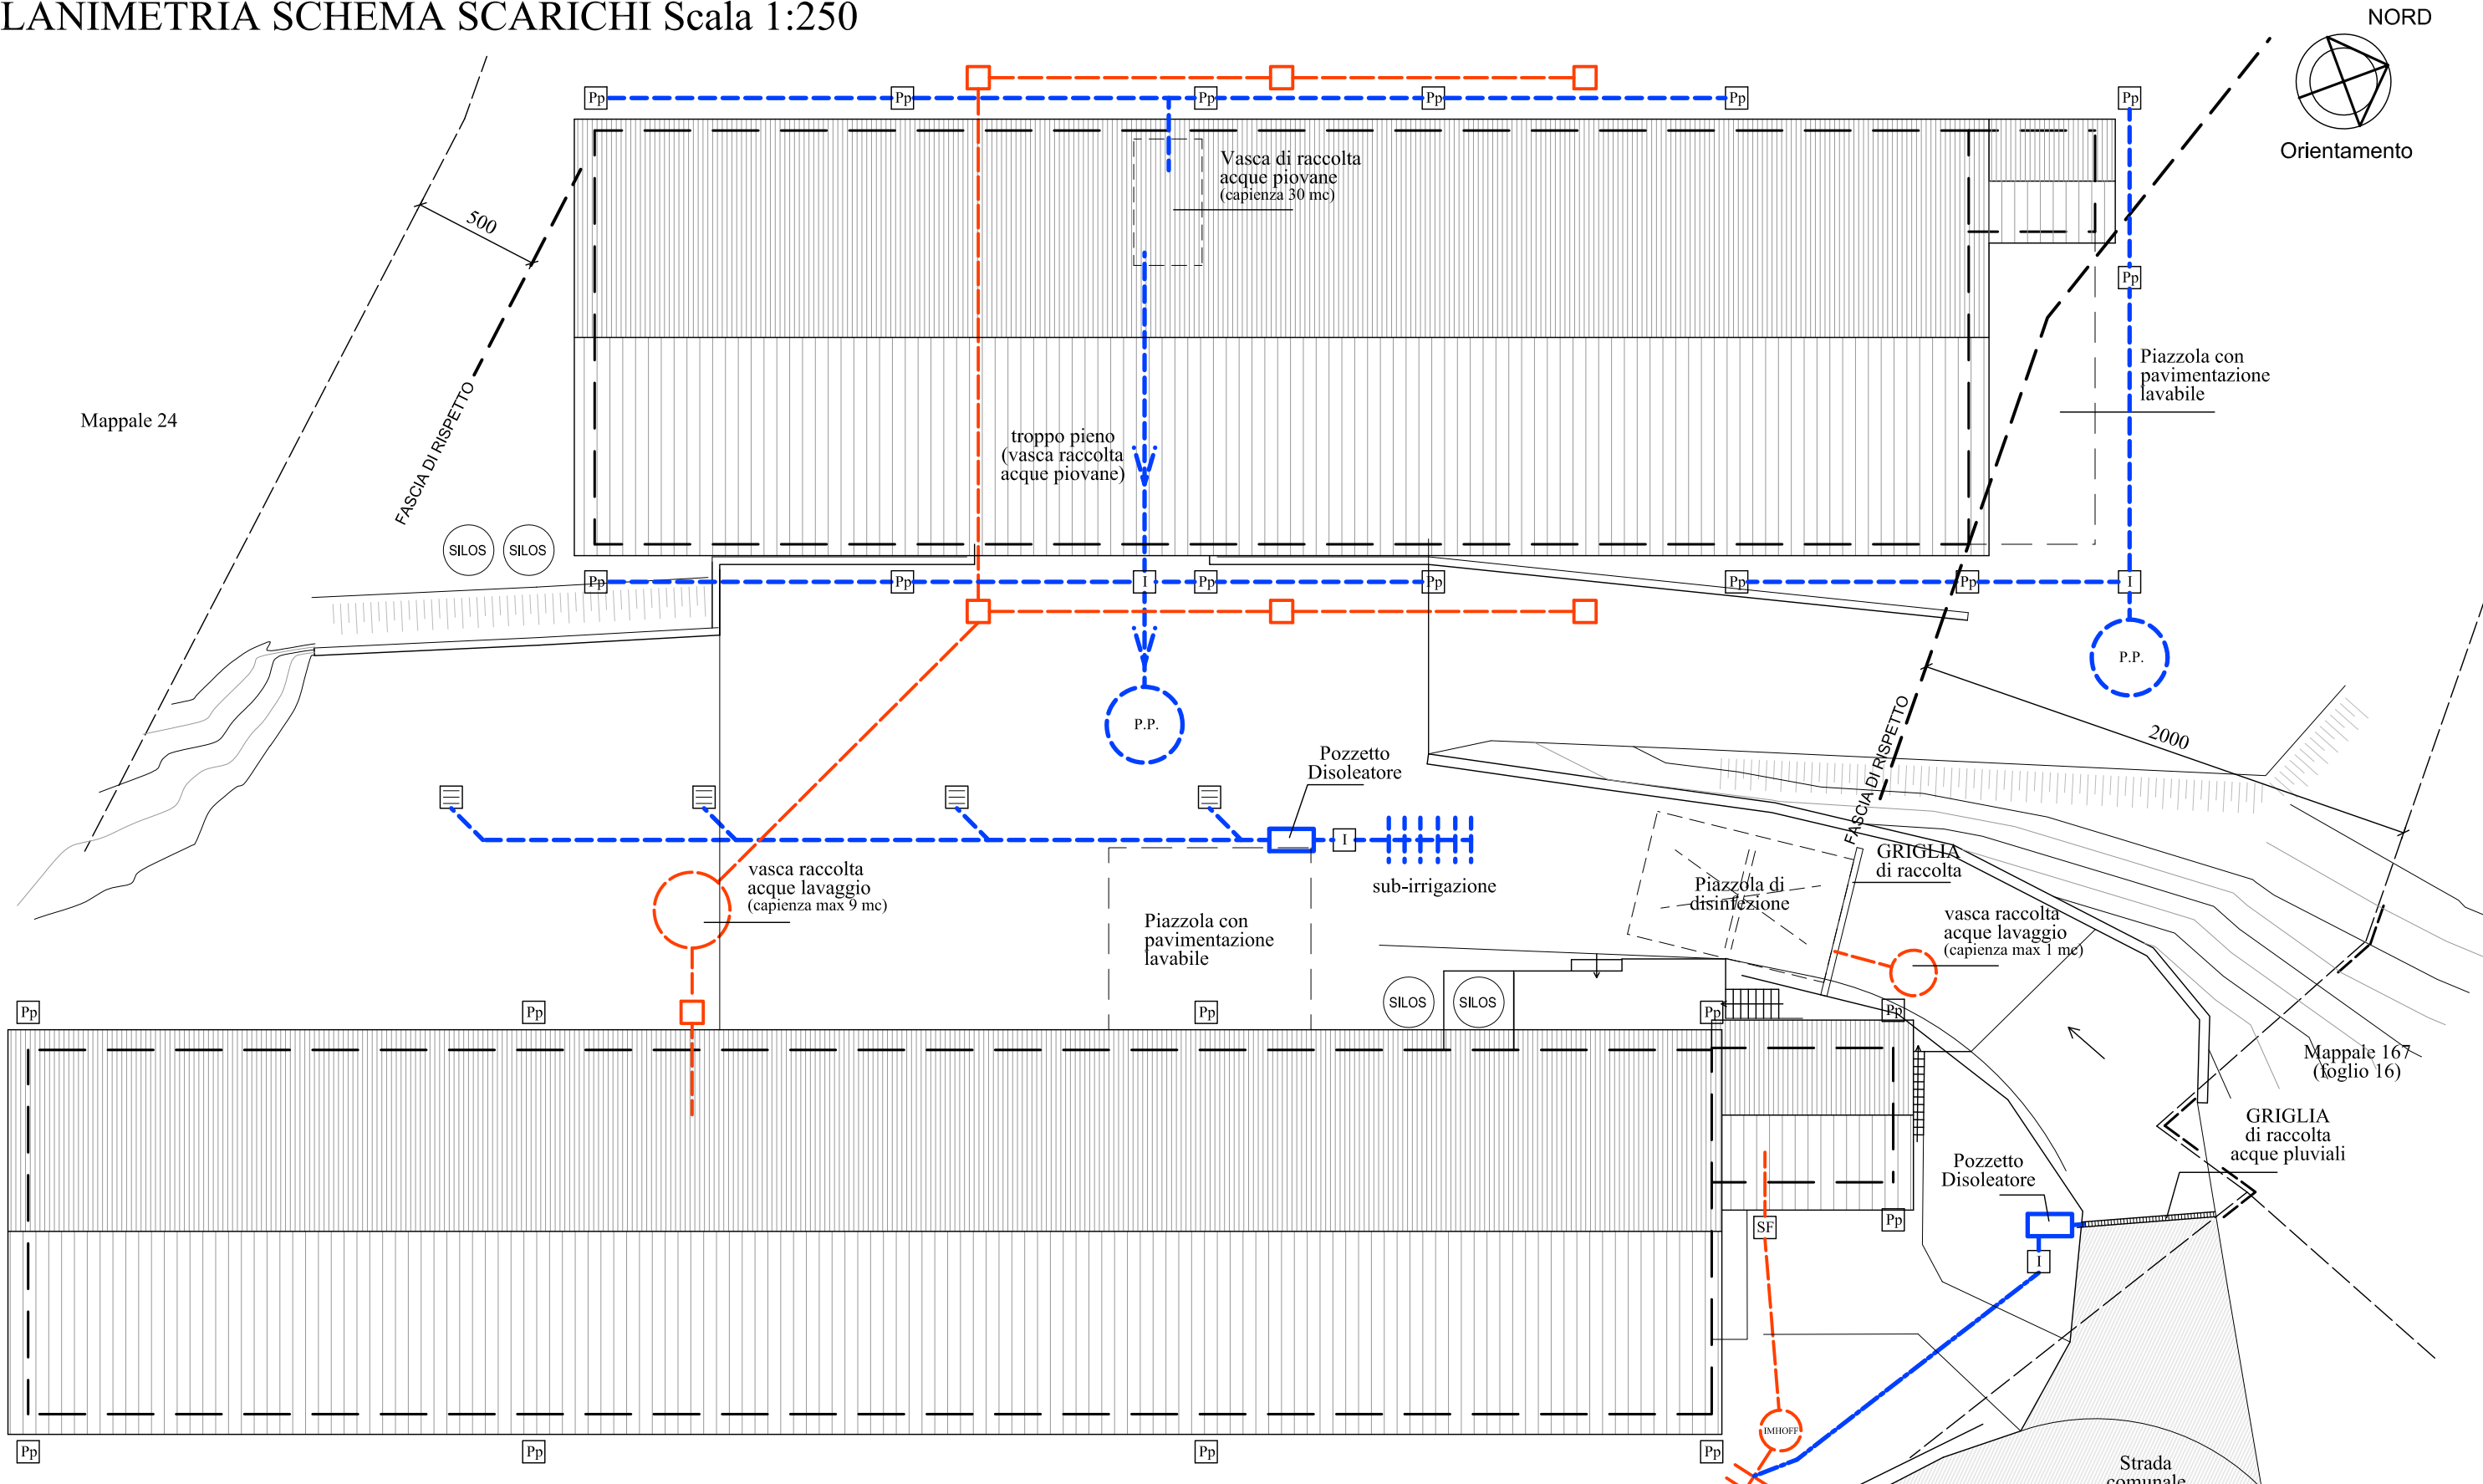 LANIMETRIA SCHEMA SCARICHI Scala 1:250
NORD
Orientamento
Pp
Pp
Pp
Pp
Pp
Pp
Vasca di raccolta
acque piovane
(capienza 30 mc)
500
Pp
Piazzola con
pavimentazione
lavabile
Mappale 24
FASCIA DI RISPETTO
troppo pieno
(vasca raccolta
acque piovane)
SILOS
SILOS
Pp
Pp
I
Pp
Pp
Pp
Pp
I
P.P.
P.P.
FASCIA DI RISPETTO
2000
Pozzetto
Disoleatore
I
sub-irrigazione
GRIGLIA
di raccolta
Piazzola di
disinfezione
vasca raccolta
acque lavaggio
(capienza max 9 mc)
Piazzola con
pavimentazione
lavabile
vasca raccolta
acque lavaggio
(capienza max 1 mc)
SILOS
SILOS
Pp
Pp
Pp
Pp
Pp
Mappale 167
(foglio 16)
GRIGLIA
di raccolta
acque pluviali
Pozzetto
Disoleatore
SF
Pp
I
IMHOFF
Pp
Pp
Pp
Pp
Strada
comunale